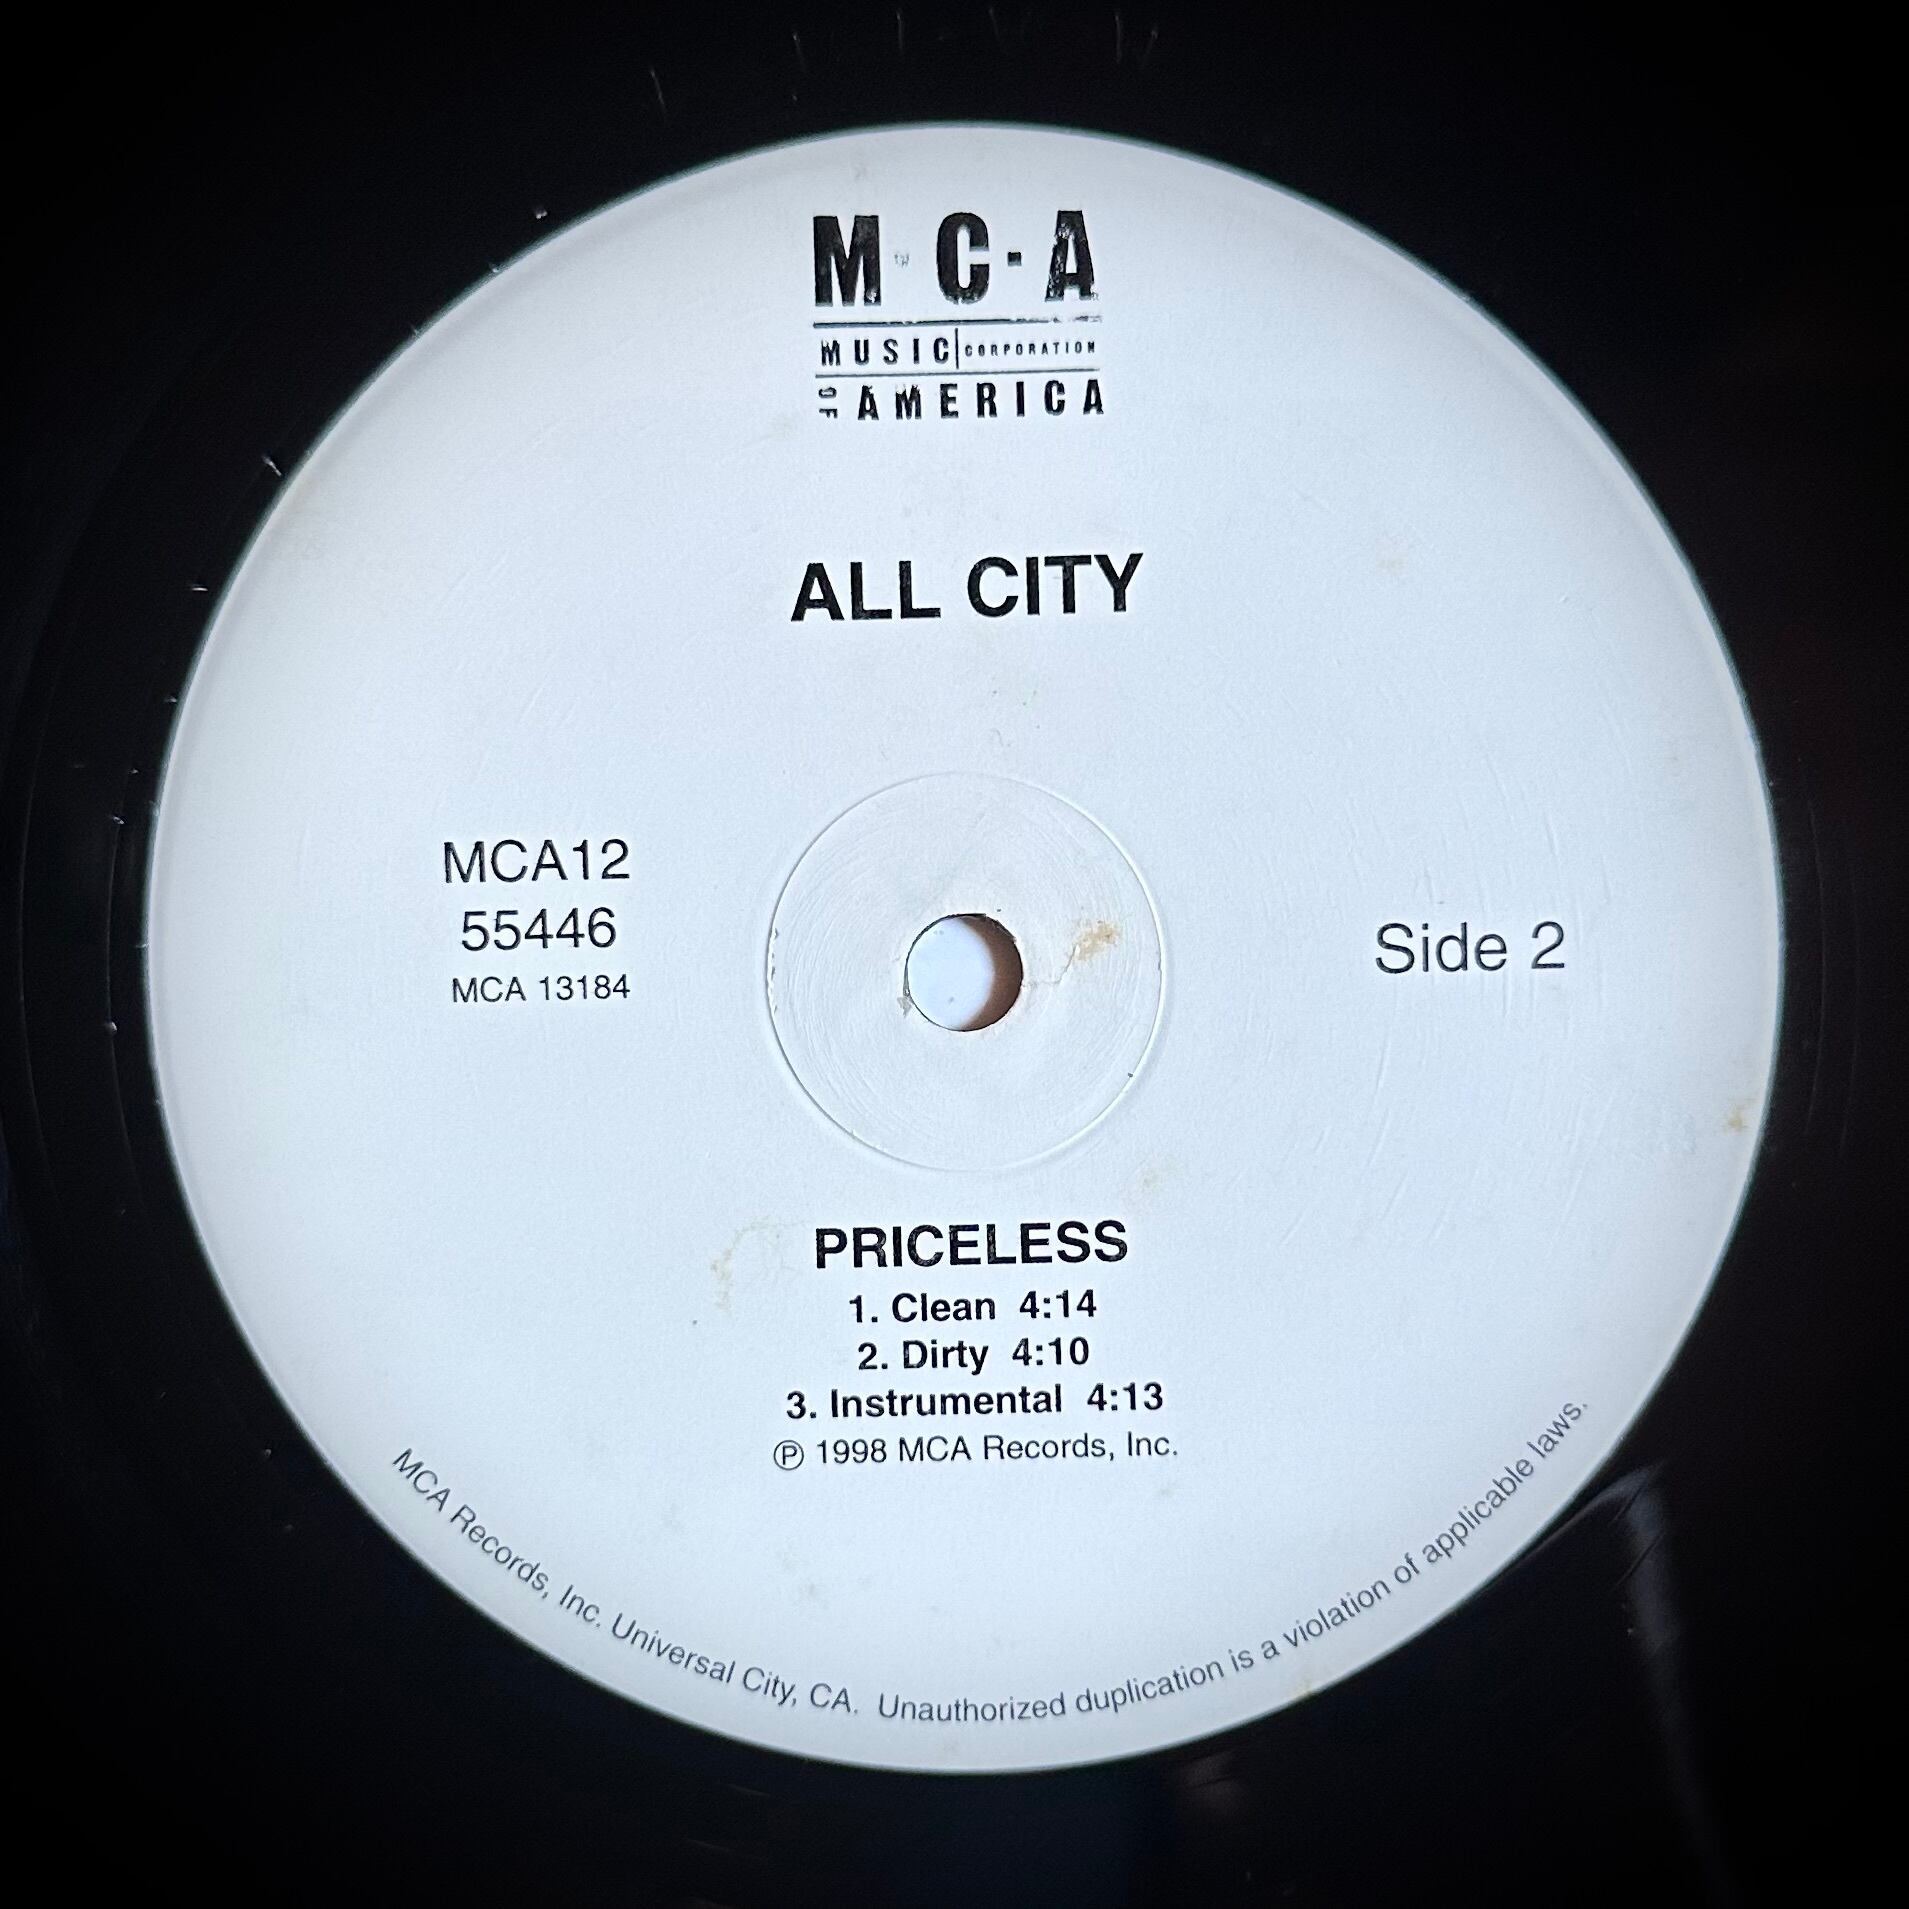 M™C·A
MUSIC CORPORATION
OF AMERICA
ALL CITY
MCA12
55446
MCA 13184
Side 2
PRICELESS
1. Clean 4:14
2. Dirty 4:10
3. Instrumental 4:13
℗ 1998 MCA Records, Inc.
MCA Records, Inc. Universal City, CA. Unauthorized duplication is a violation of applicable laws.